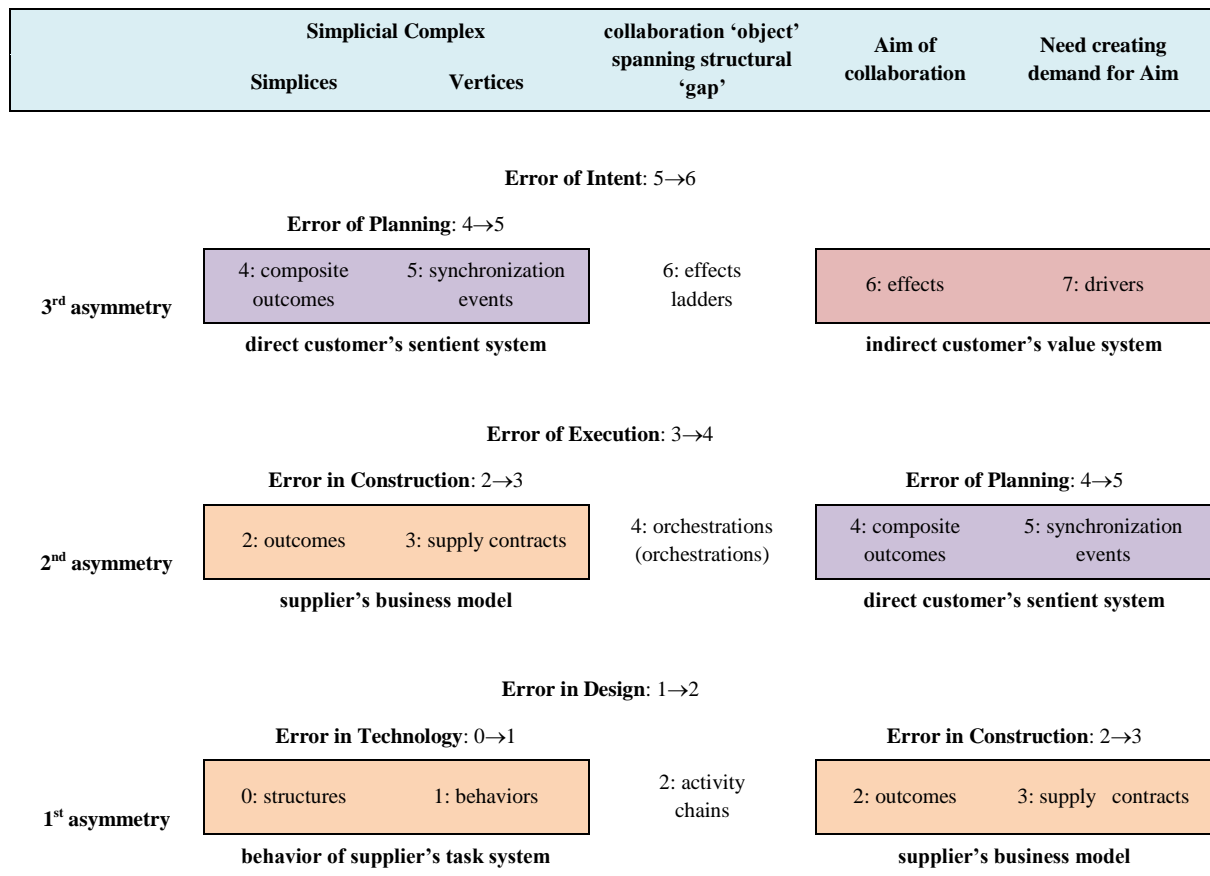 Simplicial Complex
Simplices Vertices
collaboration ‘object’
spanning structural
‘gap’
Aim of
collaboration
Need creating
demand for Aim
Error of Intent: 5→6
Error of Planning: 4→5
3rd asymmetry
4: composite
outcomes
5: synchronization
events
direct customer’s sentient system
6: effects
ladders
6: effects
7: drivers
indirect customer’s value system
Error of Execution: 3→4
Error in Construction: 2→3
Error of Planning: 4→5
2nd asymmetry
2: outcomes
3: supply contracts
supplier’s business model
4: orchestrations
(orchestrations)
4: composite
outcomes
5: synchronization
events
direct customer’s sentient system
Error in Design: 1→2
Error in Technology: 0→1
Error in Construction: 2→3
1st asymmetry
0: structures
1: behaviors
behavior of supplier’s task system
2: activity
chains
2: outcomes
3: supply contracts
supplier’s business model